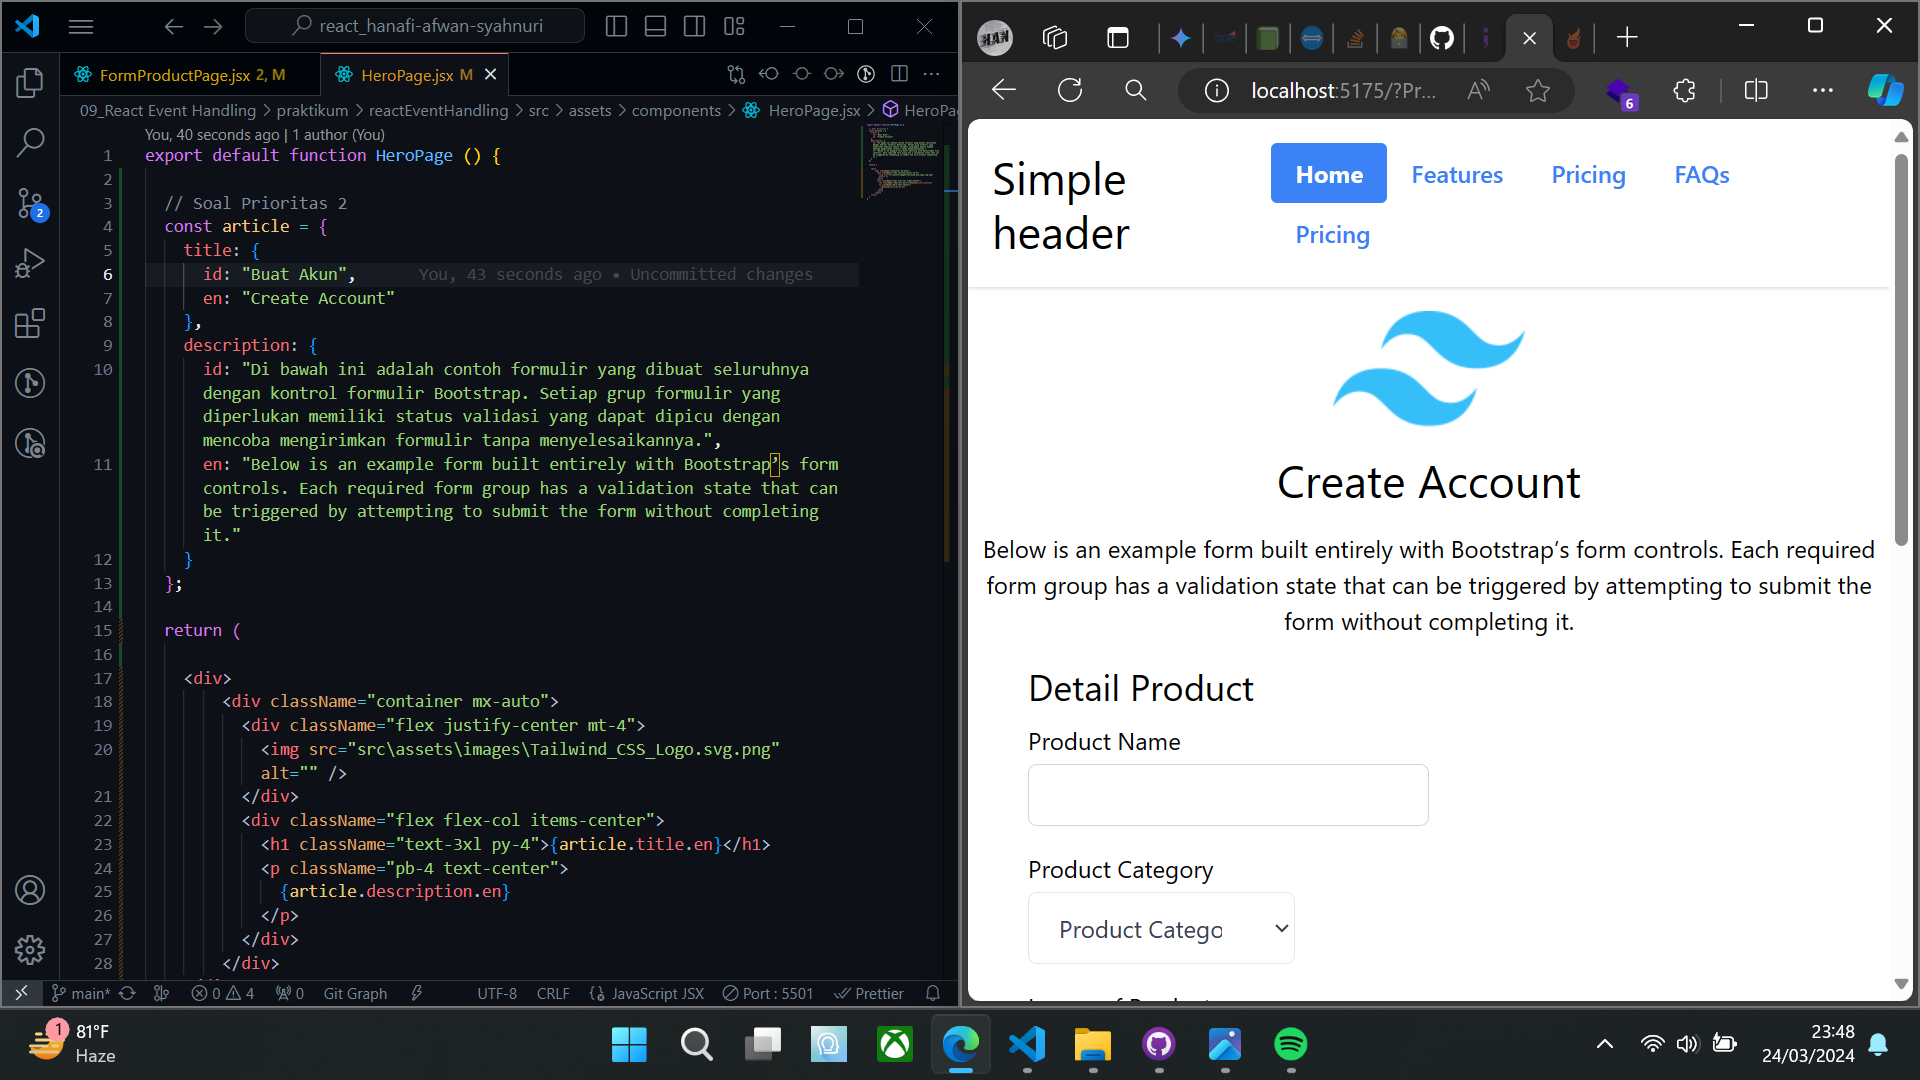 react_hanafi-afwan-syahnuri
FormProductPage.jsx 2, M
HeroPage.jsx M
09_React Event Handling > praktikum > reactEventHandling > src > assets > components > HeroPage.jsx > HeroPa
You, 40 seconds ago | 1 author (You)
1 export default function HeroPage () {
2
3 // Soal Prioritas 2
4 const article = {
5 title: {
6 id: "Buat Akun", You, 43 seconds ago • Uncommitted changes
7 en: "Create Account"
8 },
9 description: {
10 id: "Di bawah ini adalah contoh formulir yang dibuat seluruhnya
dengan kontrol formulir Bootstrap. Setiap grup formulir yang
diperlukan memiliki status validasi yang dapat dipicu dengan
mencoba mengirimkan formulir tanpa menyelesaikannya.",
11 en: "Below is an example form built entirely with Bootstrap’s form
controls. Each required form group has a validation state that can
be triggered by attempting to submit the form without completing
it."
12 }
13 };
14
15 return (
16
17 <div>
18 <div className="container mx-auto">
19 <div className="flex justify-center mt-4">
20 <img src="src\assets\images\Tailwind_CSS_Logo.svg.png"
alt="" />
21 </div>
22 <div className="flex flex-col items-center">
23 <h1 className="text-3xl py-4">{article.title.en}</h1>
24 <p className="pb-4 text-center">
25 {article.description.en}
26 </p>
27 </div>
28 </div>
2
main*
0 4
0
Git Graph
UTF-8
CRLF
JavaScript JSX
Port : 5501
Prettier
localhost:5175/?Pr...
6
Simple
header
Home
Features
Pricing
FAQs
Pricing
Create Account
Below is an example form built entirely with Bootstrap’s form controls. Each required
form group has a validation state that can be triggered by attempting to submit the
form without completing it.
Detail Product
Product Name
Product Category
Product Catego
1
81°F
Haze
23:48
24/03/2024